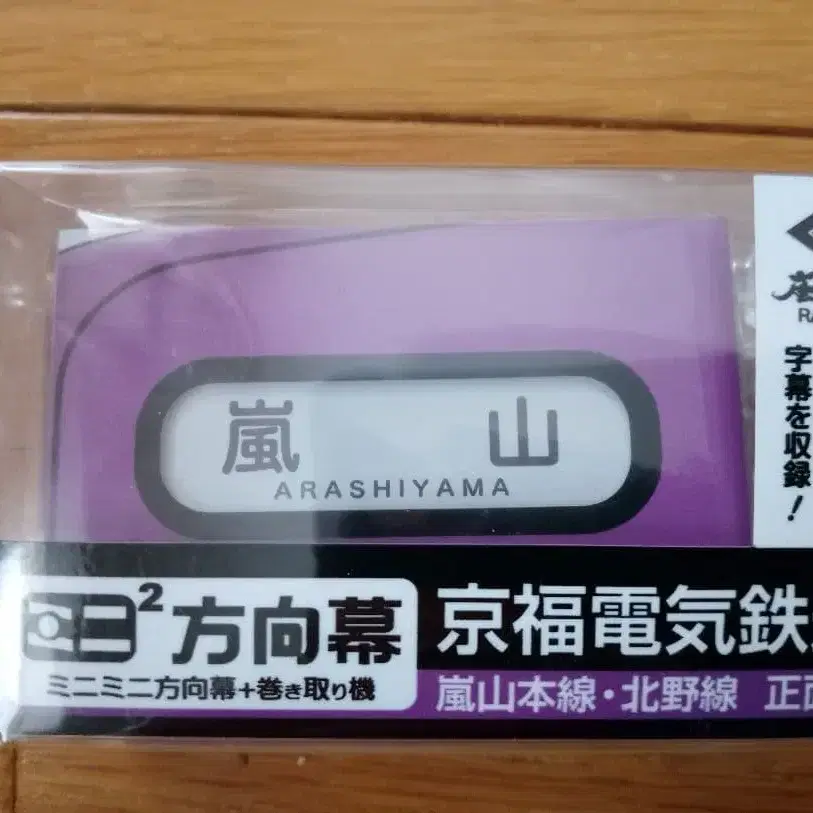 嵐 山
ARASHIYAMA
字幕を収録！
ミニ² 方向幕
ミニミニ方向幕+巻き取り機
京福電気鉄
嵐山本線・北野線 正面